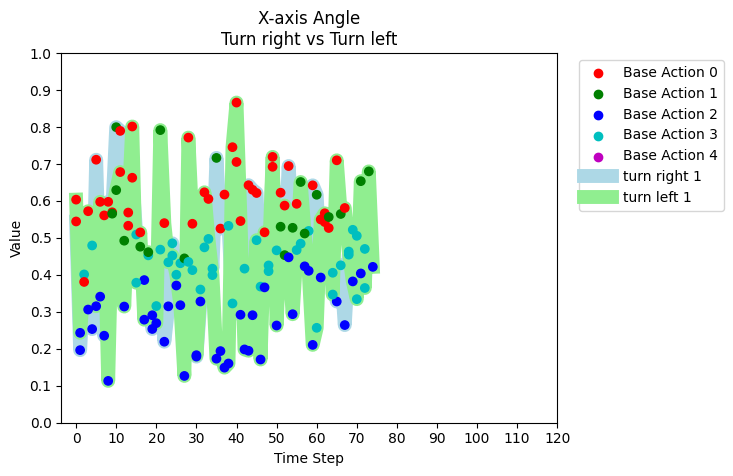 X-axis Angle
Turn right vs Turn left
1.0
0.9
0.8
0.7
0.6
0.5
0.4
0.3
0.2
0.1
0.0
Value
0 10 20 30 40 50 60 70 80 90 100 110 120
Time Step
Base Action 0
Base Action 1
Base Action 2
Base Action 3
Base Action 4
turn right 1
turn left 1